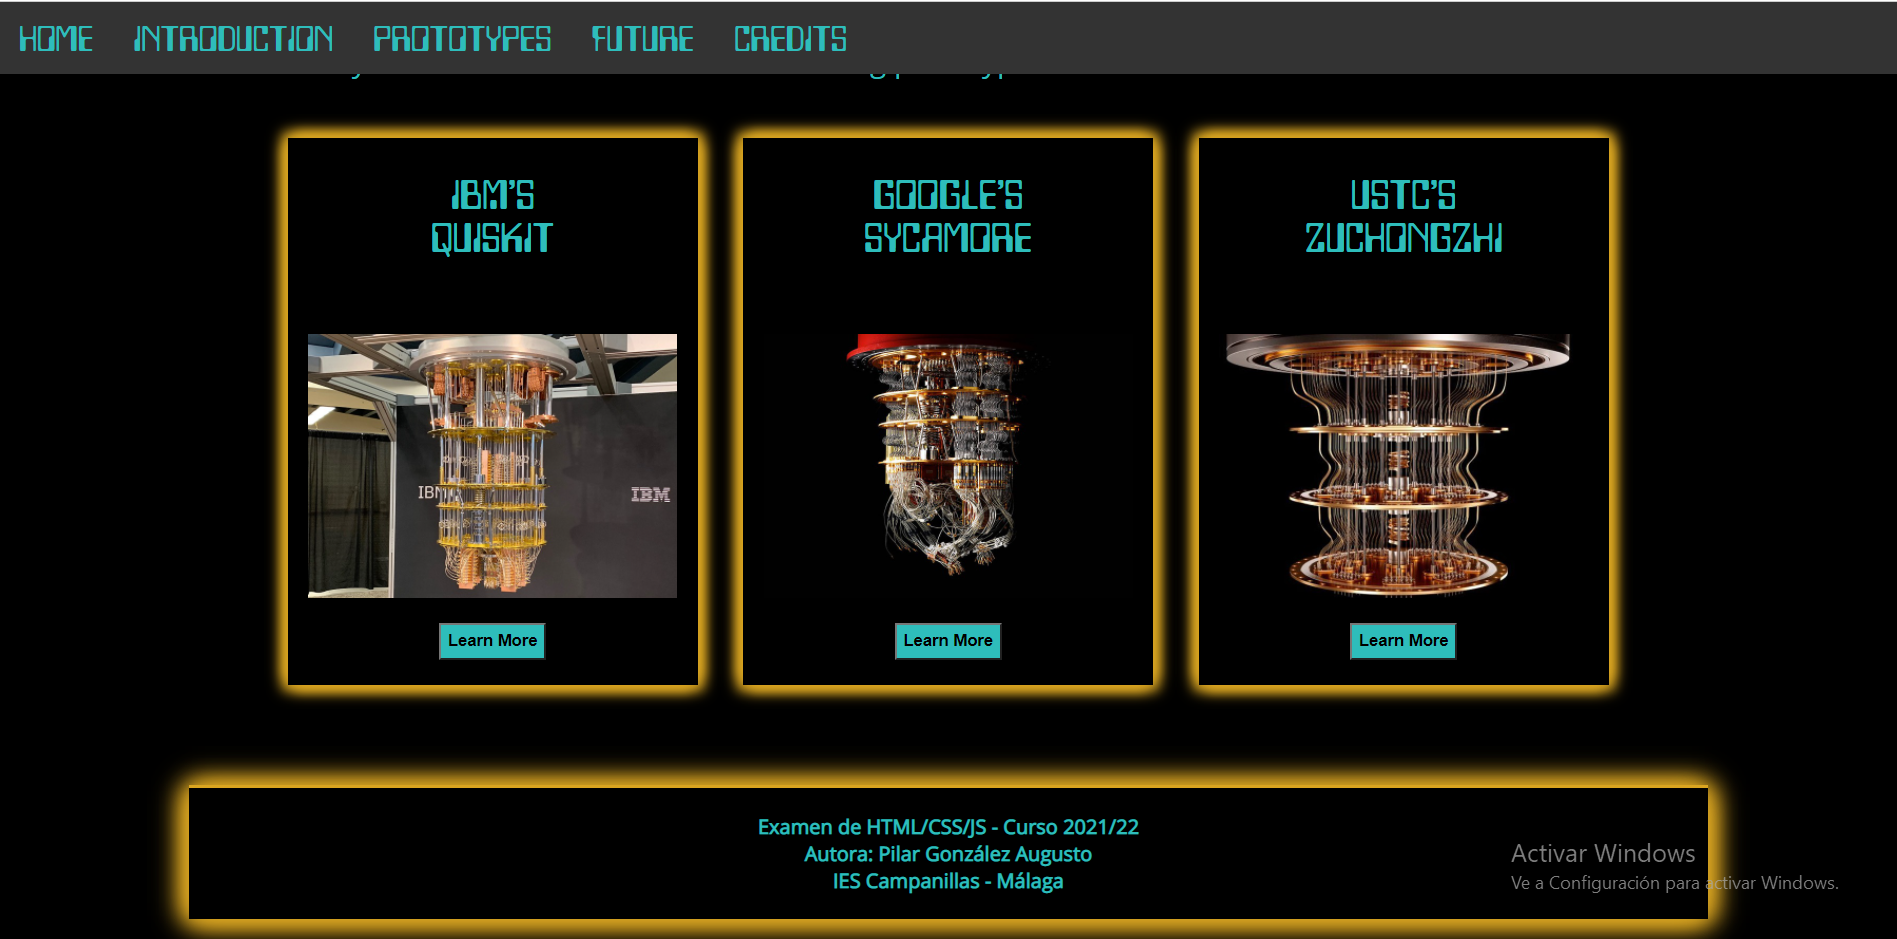 HOME INTRODUCTION PROTOTYPES FUTURE CREDITS
IBM'S
QUISKIT
GOOGLE'S
SYCAMORE
USTC'S
ZUCHONGZHI
IBM
IBM
Learn More
Learn More
Learn More
Examen de HTML/CSS/JS - Curso 2021/22
Autora: Pilar González Augusto
IES Campanillas - Málaga
Activar Windows
Ve a Configuración para activar Windows.